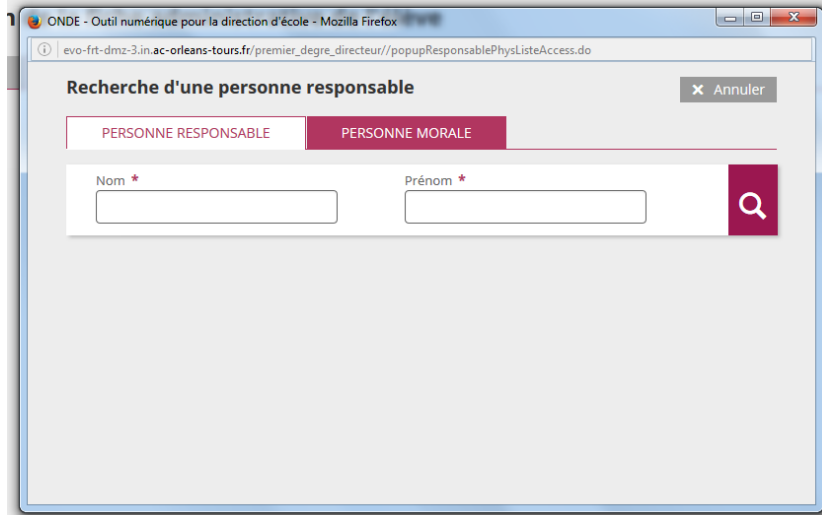 ONDE - Outil numérique pour la direction d'école - Mozilla Firefox
evo-frt-dmz-3.in.ac-orleans-tours.fr/premier_degre_directeur//popupResponsablePhysListeAccess.do
Recherche d'une personne responsable
Annuler
PERSONNE RESPONSABLE PERSONNE MORALE
Nom * Prénom *